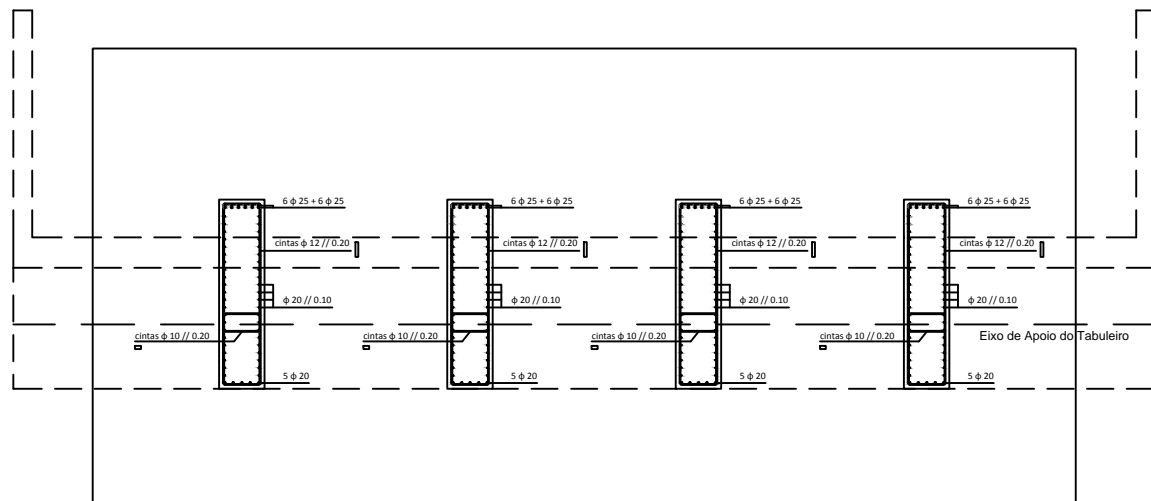 6 ϕ 25 + 6 ϕ 25
6 ϕ 25 + 6 ϕ 25
6 ϕ 25 + 6 ϕ 25
6 ϕ 25 + 6 ϕ 25
cintas ϕ 12 // 0.20
cintas ϕ 12 // 0.20
cintas ϕ 12 // 0.20
cintas ϕ 12 // 0.20
ϕ 20 // 0.10
ϕ 20 // 0.10
ϕ 20 // 0.10
ϕ 20 // 0.10
cintas ϕ 10 // 0.20
cintas ϕ 10 // 0.20
cintas ϕ 10 // 0.20
cintas ϕ 10 // 0.20
Eixo de Apoio do Tabuleiro
5 ϕ 20
5 ϕ 20
5 ϕ 20
5 ϕ 20